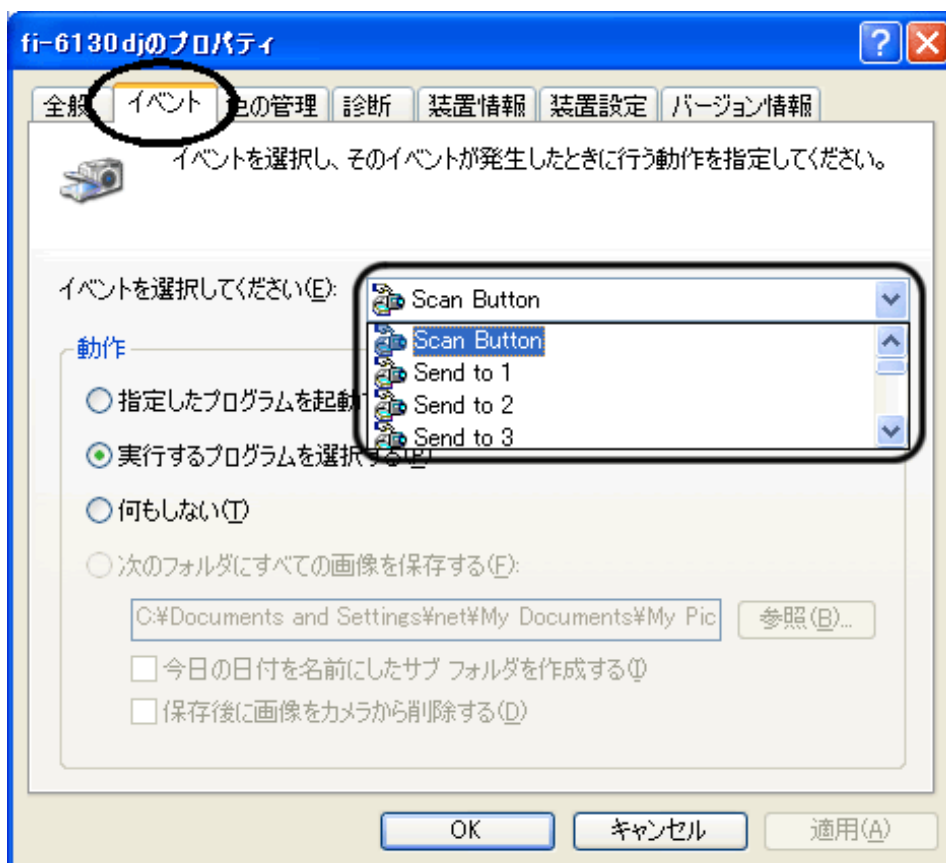 fi-6130djのプロパティ
全般 イベント 色の管理 診断 装置情報 装置設定 バージョン情報
イベントを選択し、そのイベントが発生したときに行う動作を指定してください。
イベントを選択してください(E):
Scan Button
Scan Button
Send to 1
Send to 2
Send to 3
動作
指定したプログラムを起動
実行するプログラムを選択する(P)
何もしない(T)
次のフォルダにすべての画像を保存する(F):
C:¥Documents and Settings¥net¥My Documents¥My Pic
参照(B)...
今日の日付を名前にしたサブ フォルダを作成する(I)
保存後に画像をカメラから削除する(D)
OK キャンセル 適用(A)